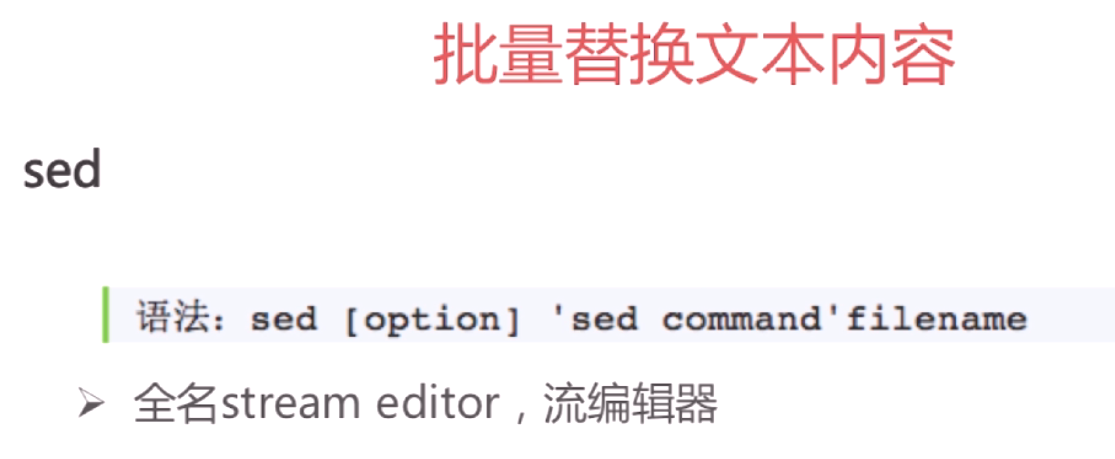 批量替换文本内容
sed
语法：sed [option] 'sed command'filename
➢ 全名stream editor，流编辑器